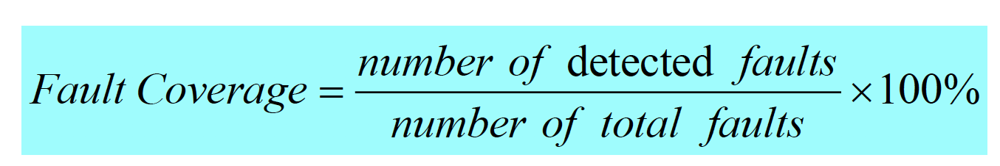 Fault Coverage = number of detected faults / number of total faults × 100%